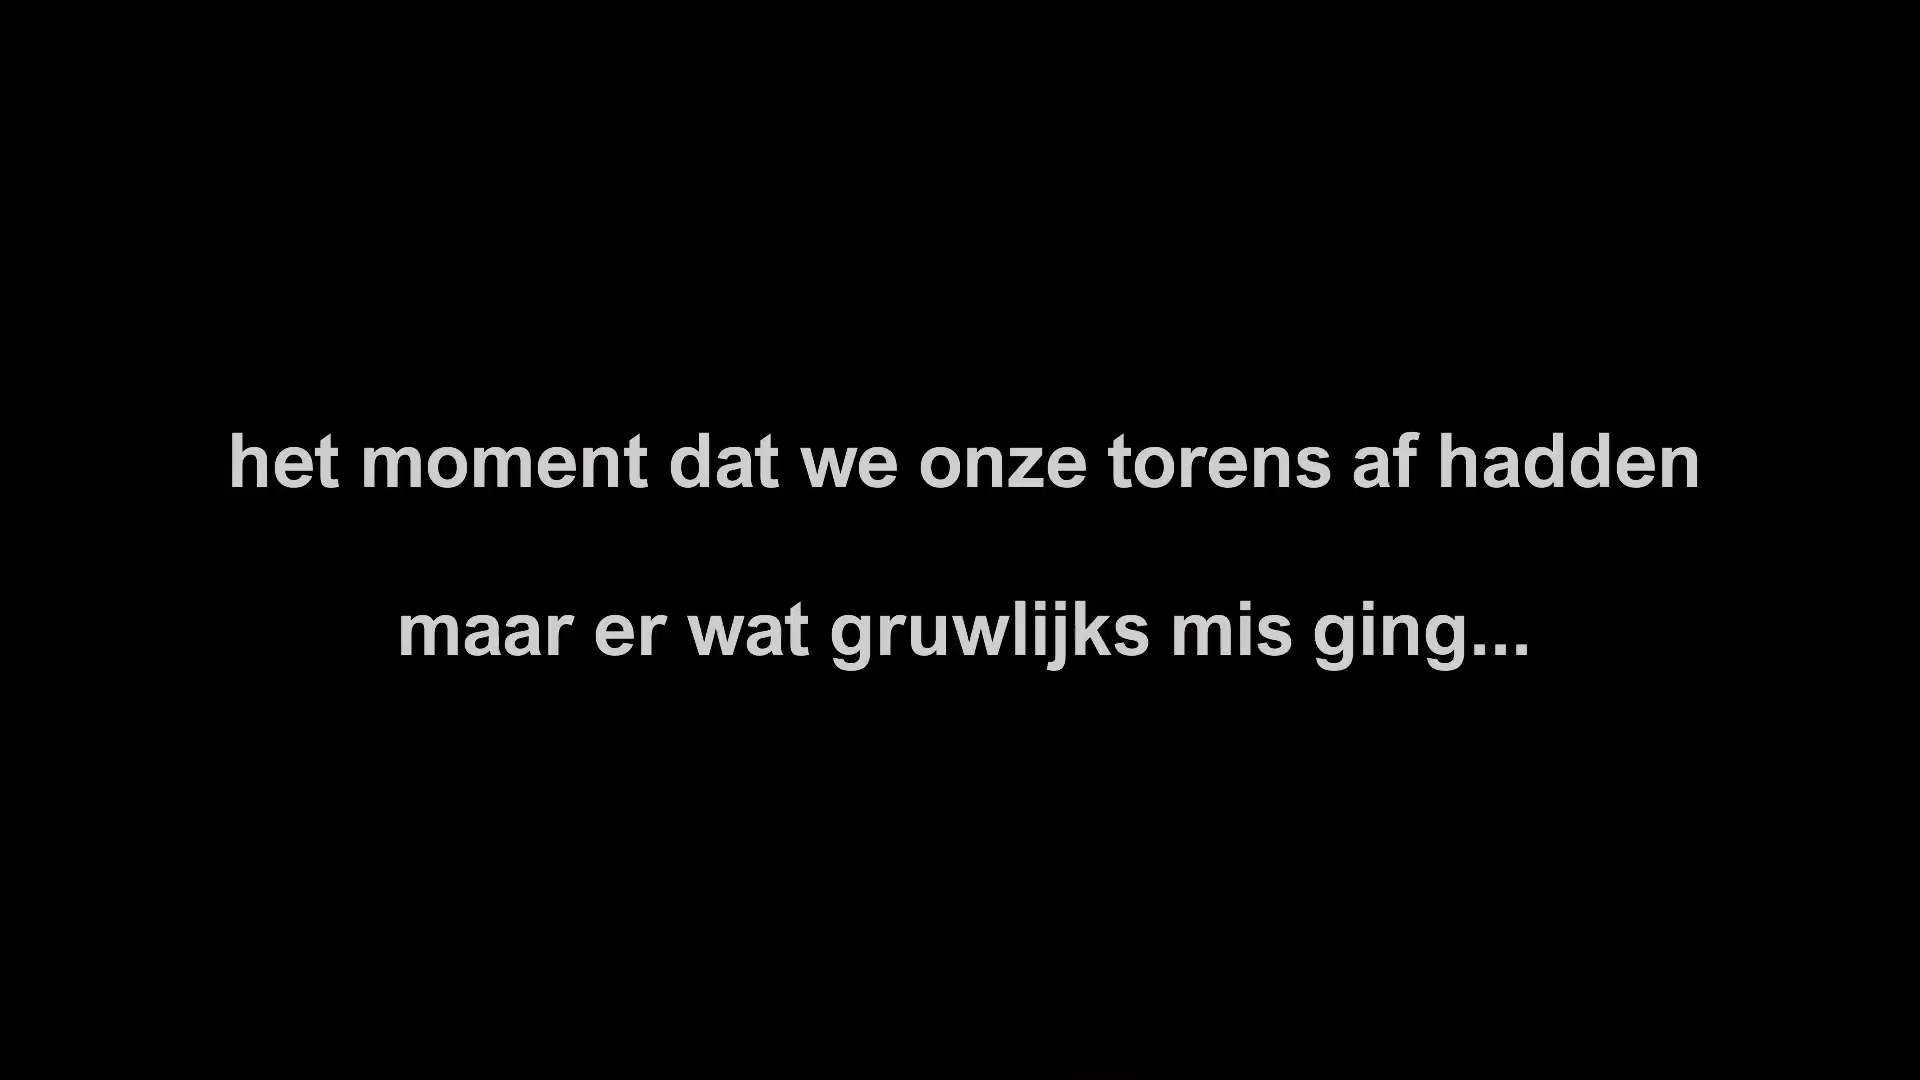 het moment dat we onze torens af hadden
maar er wat gruwlijks mis ging...